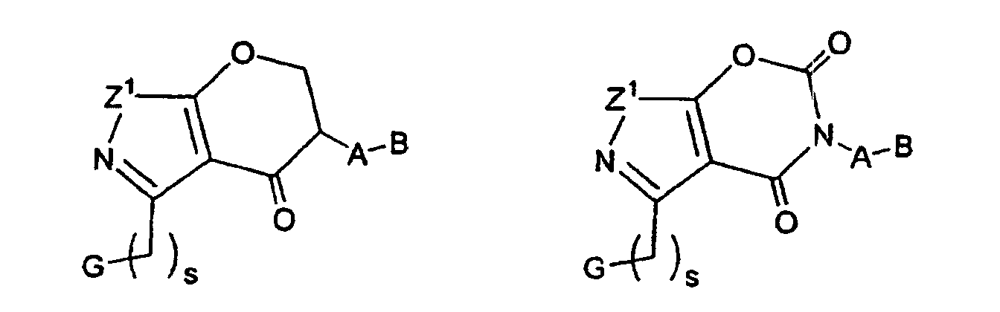 O O O
Z¹ Z¹
N A-B N N A-B
O O
G ( )s G ( )s